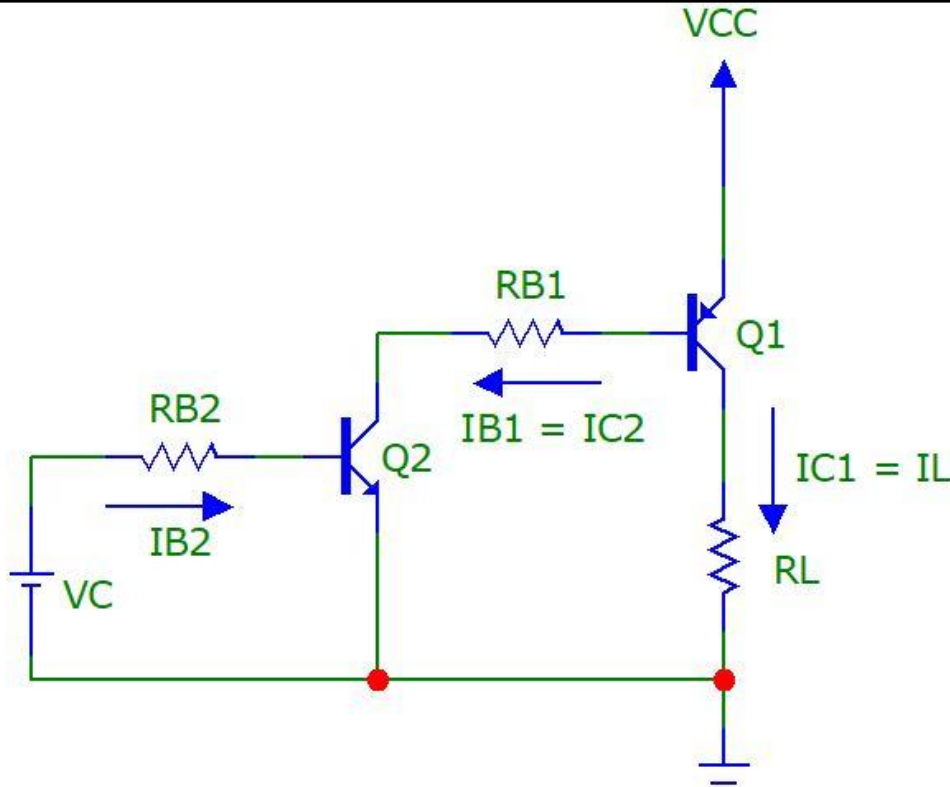 VCC
RB1
Q1
IB1 = IC2
RB2
Q2
IC1 = IL
IB2
RL
VC